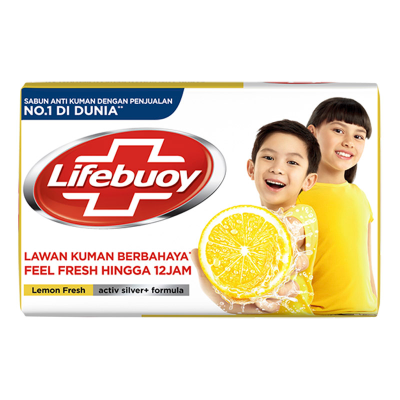 SABUN ANTI KUMAN DENGAN PENJUALAN
NO.1 DI DUNIA**
Lifebuoy
LAWAN KUMAN BERBAHAYA*
FEEL FRESH HINGGA 12JAM
Lemon Fresh activ silver+ formula